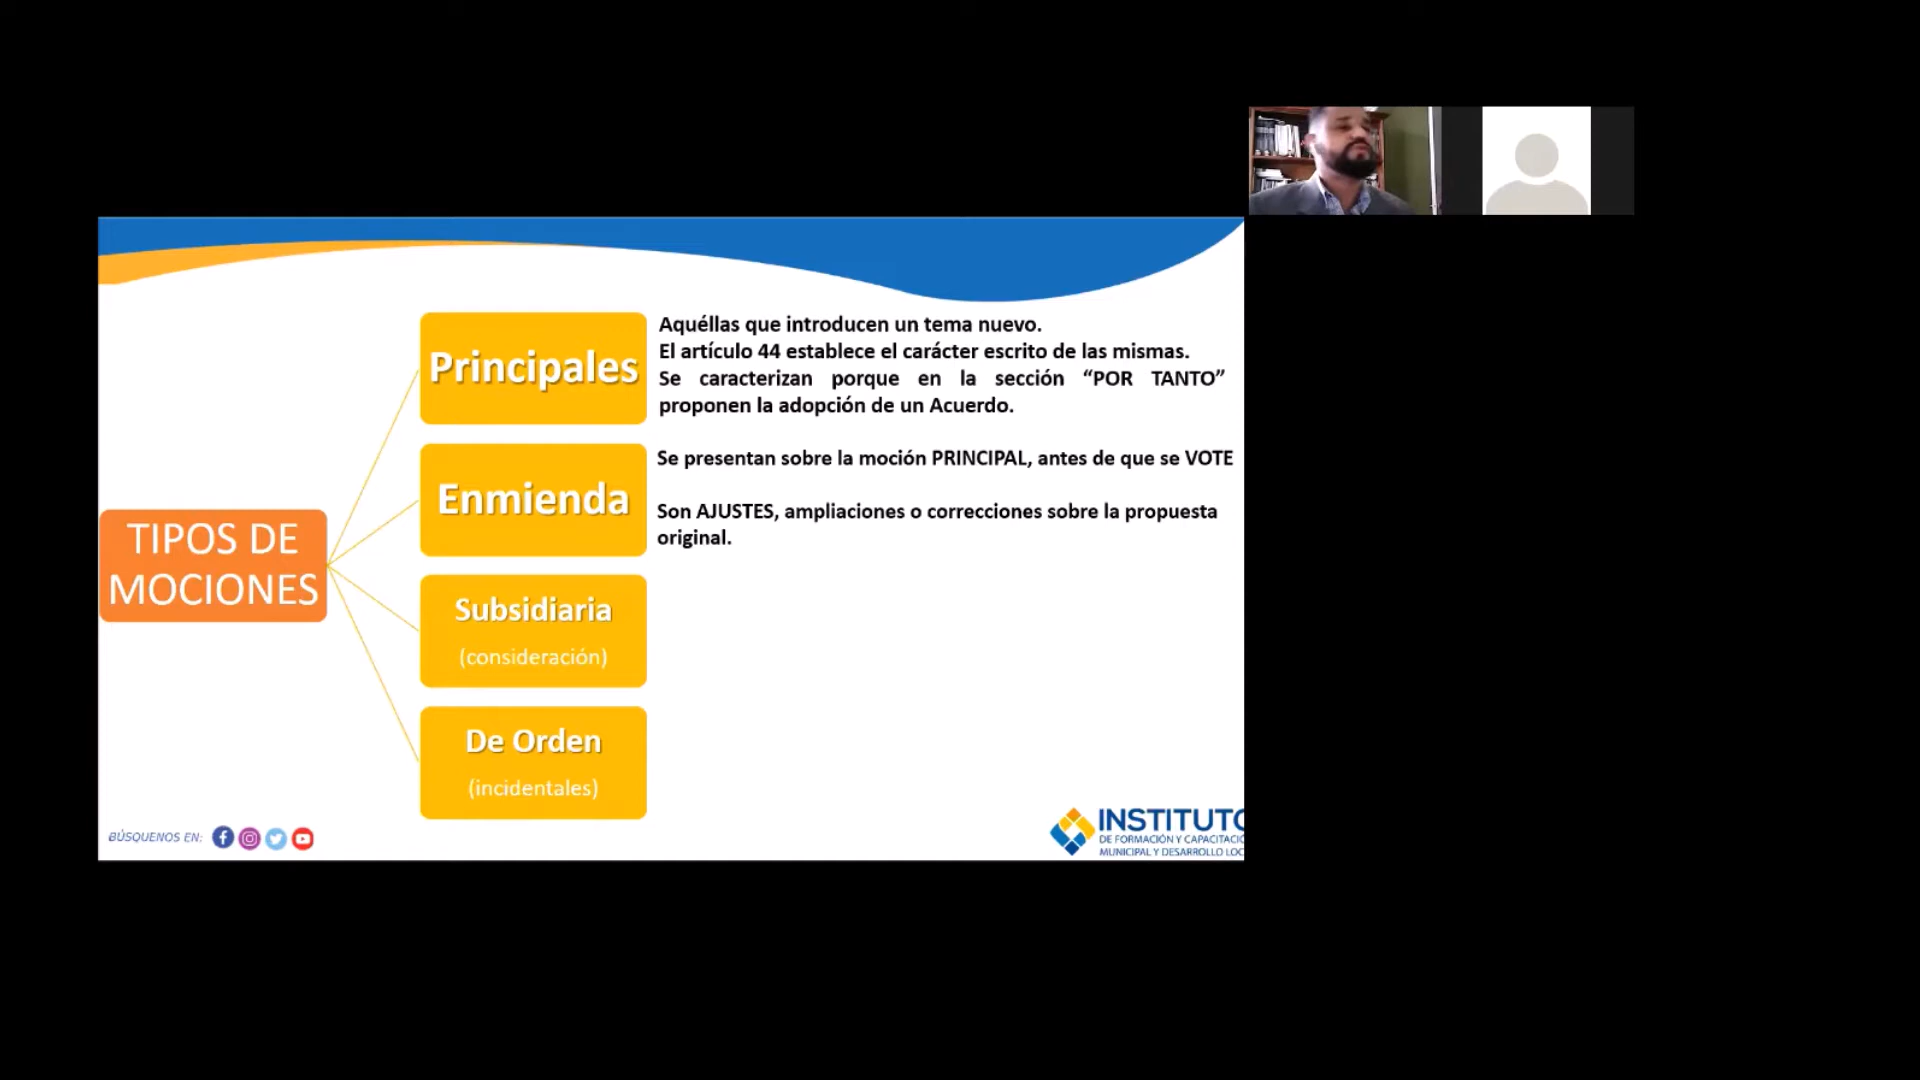 Principales
Aquéllas que introducen un tema nuevo.
El artículo 44 establece el carácter escrito de las mismas.
Se caracterizan porque en la sección “POR TANTO”
proponen la adopción de un Acuerdo.
Enmienda
Se presentan sobre la moción PRINCIPAL, antes de que se VOTE
Son AJUSTES, ampliaciones o correcciones sobre la propuesta
original.
TIPOS DE
MOCIONES
Subsidiaria
(consideración)
De Orden
(incidentales)
BÚSQUENOS EN:
INSTITUTO
DE FORMACIÓN Y CAPACITACIÓ
MUNICIPAL Y DESARROLLO LOC